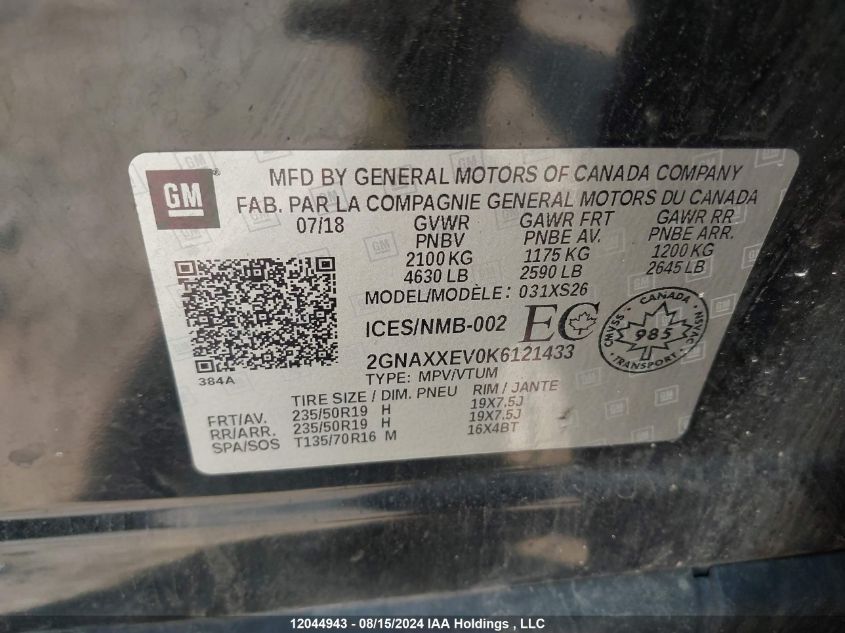 GM
MFD BY GENERAL MOTORS OF CANADA COMPANY
FAB. PAR LA COMPAGNIE GENERAL MOTORS DU CANADA
07/18 GVWR GAWR FRT GAWR RR
PNBV PNBE AV. PNBE ARR.
2100 KG 1175 KG 1200 KG
4630 LB 2590 LB 2645 LB
MODEL/MODÈLE: 031XS26
ICES/NMB-002 EC
CANADA
985
TRANSPORT
CMVSS
NSVAC
2GNAXXEV0K6121433
384A
TYPE: MPV/VTUM
TIRE SIZE / DIM. PNEU RIM / JANTE
FRT/AV. 235/50R19 H 19X7.5J
RR/ARR. 235/50R19 H 19X7.5J
SPA/SOS T135/70R16 M 16X4BT
12044943 - 08/15/2024 IAA Holdings , LLC